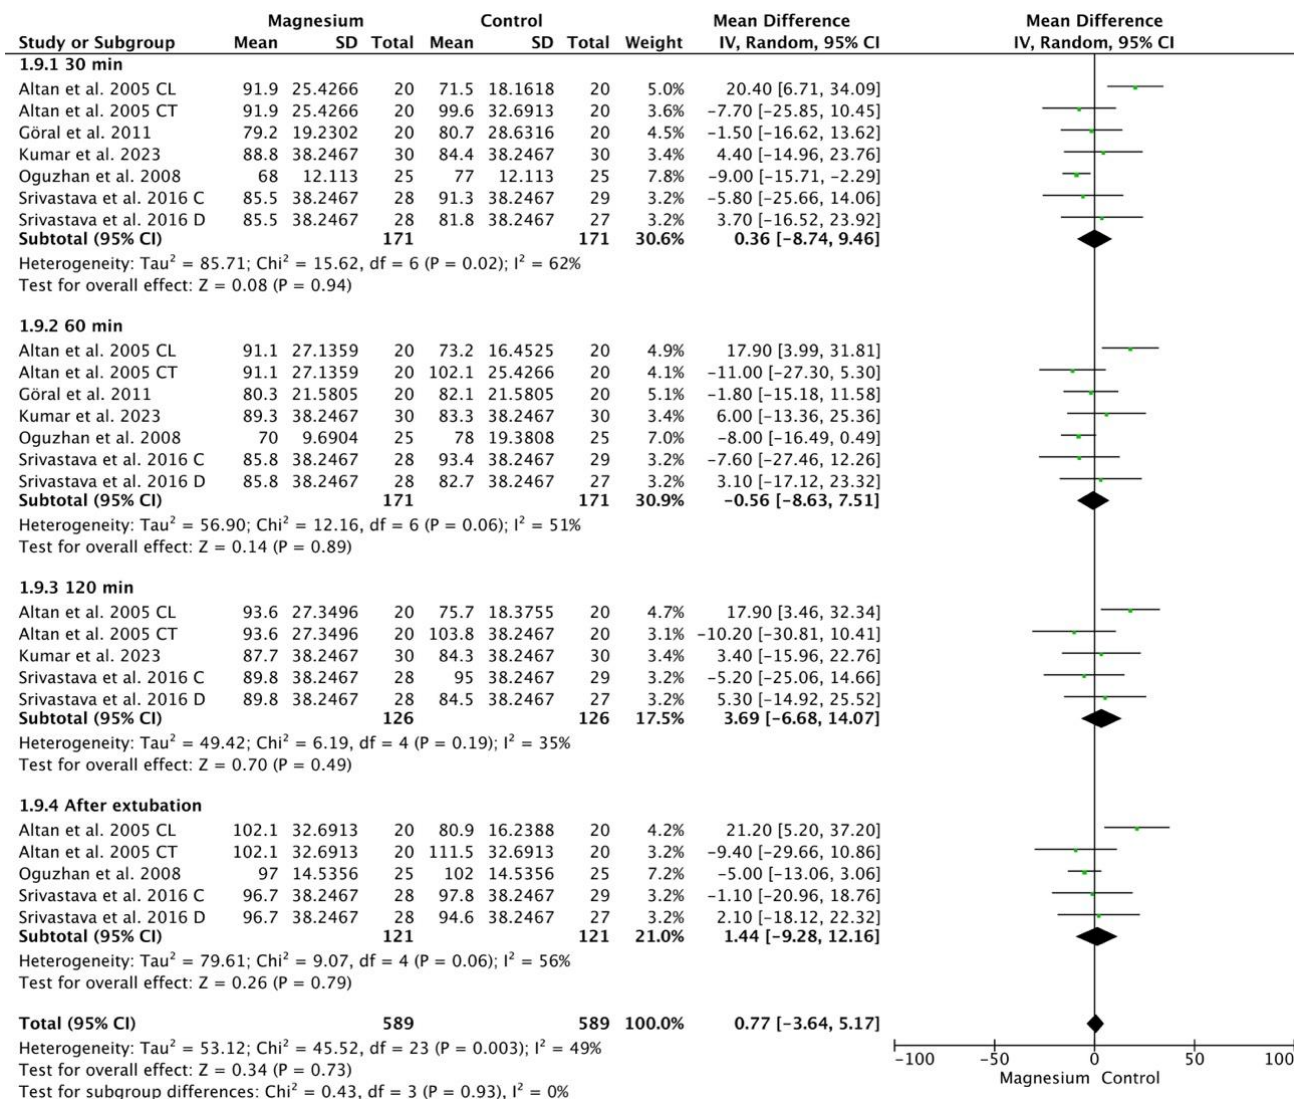 Magnesium Control Mean Difference Mean Difference
Study or Subgroup Mean SD Total Mean SD Total Weight IV, Random, 95% CI IV, Random, 95% CI
1.9.1 30 min
Altan et al. 2005 CL 91.9 25.4266 20 71.5 18.1618 20 5.0% 20.40 [6.71, 34.09]
Altan et al. 2005 CT 91.9 25.4266 20 99.6 32.6913 20 3.6% −7.70 [−25.85, 10.45]
Göral et al. 2011 79.2 19.2302 20 80.7 28.6316 20 4.5% −1.50 [−16.62, 13.62]
Kumar et al. 2023 88.8 38.2467 30 84.4 38.2467 30 3.4% 4.40 [−14.96, 23.76]
Oguzhan et al. 2008 68 12.113 25 77 12.113 25 7.8% −9.00 [−15.71, −2.29]
Srivastava et al. 2016 C 85.5 38.2467 28 91.3 38.2467 29 3.2% −5.80 [−25.66, 14.06]
Srivastava et al. 2016 D 85.5 38.2467 28 81.8 38.2467 27 3.2% 3.70 [−16.52, 23.92]
Subtotal (95% CI) 171 171 30.6% 0.36 [−8.74, 9.46]
Heterogeneity: Tau² = 85.71; Chi² = 15.62, df = 6 (P = 0.02); I² = 62%
Test for overall effect: Z = 0.08 (P = 0.94)
1.9.2 60 min
Altan et al. 2005 CL 91.1 27.1359 20 73.2 16.4525 20 4.9% 17.90 [3.99, 31.81]
Altan et al. 2005 CT 91.1 27.1359 20 102.1 25.4266 20 4.1% −11.00 [−27.30, 5.30]
Göral et al. 2011 80.3 21.5805 20 82.1 21.5805 20 5.1% −1.80 [−15.18, 11.58]
Kumar et al. 2023 89.3 38.2467 30 83.3 38.2467 30 3.4% 6.00 [−13.36, 25.36]
Oguzhan et al. 2008 70 9.6904 25 78 19.3808 25 7.0% −8.00 [−16.49, 0.49]
Srivastava et al. 2016 C 85.8 38.2467 28 93.4 38.2467 29 3.2% −7.60 [−27.46, 12.26]
Srivastava et al. 2016 D 85.8 38.2467 28 82.7 38.2467 27 3.2% 3.10 [−17.12, 23.32]
Subtotal (95% CI) 171 171 30.9% −0.56 [−8.63, 7.51]
Heterogeneity: Tau² = 56.90; Chi² = 12.16, df = 6 (P = 0.06); I² = 51%
Test for overall effect: Z = 0.14 (P = 0.89)
1.9.3 120 min
Altan et al. 2005 CL 93.6 27.3496 20 75.7 18.3755 20 4.7% 17.90 [3.46, 32.34]
Altan et al. 2005 CT 93.6 27.3496 20 103.8 38.2467 20 3.1% −10.20 [−30.81, 10.41]
Kumar et al. 2023 87.7 38.2467 30 84.3 38.2467 30 3.4% 3.40 [−15.96, 22.76]
Srivastava et al. 2016 C 89.8 38.2467 28 95 38.2467 29 3.2% −5.20 [−25.06, 14.66]
Srivastava et al. 2016 D 89.8 38.2467 28 84.5 38.2467 27 3.2% 5.30 [−14.92, 25.52]
Subtotal (95% CI) 126 126 17.5% 3.69 [−6.68, 14.07]
Heterogeneity: Tau² = 49.42; Chi² = 6.19, df = 4 (P = 0.19); I² = 35%
Test for overall effect: Z = 0.70 (P = 0.49)
1.9.4 After extubation
Altan et al. 2005 CL 102.1 32.6913 20 80.9 16.2388 20 4.2% 21.20 [5.20, 37.20]
Altan et al. 2005 CT 102.1 32.6913 20 111.5 32.6913 20 3.2% −9.40 [−29.66, 10.86]
Oguzhan et al. 2008 97 14.5356 25 102 14.5356 25 7.2% −5.00 [−13.06, 3.06]
Srivastava et al. 2016 C 96.7 38.2467 28 97.8 38.2467 29 3.2% −1.10 [−20.96, 18.76]
Srivastava et al. 2016 D 96.7 38.2467 28 94.6 38.2467 27 3.2% 2.10 [−18.12, 22.32]
Subtotal (95% CI) 121 121 21.0% 1.44 [−9.28, 12.16]
Heterogeneity: Tau² = 79.61; Chi² = 9.07, df = 4 (P = 0.06); I² = 56%
Test for overall effect: Z = 0.26 (P = 0.79)
Total (95% CI) 589 589 100.0% 0.77 [−3.64, 5.17]
Heterogeneity: Tau² = 53.12; Chi² = 45.52, df = 23 (P = 0.003); I² = 49%
Test for overall effect: Z = 0.34 (P = 0.73)
Test for subgroup differences: Chi² = 0.43, df = 3 (P = 0.93), I² = 0%
−100 −50 0 50 100
Magnesium Control